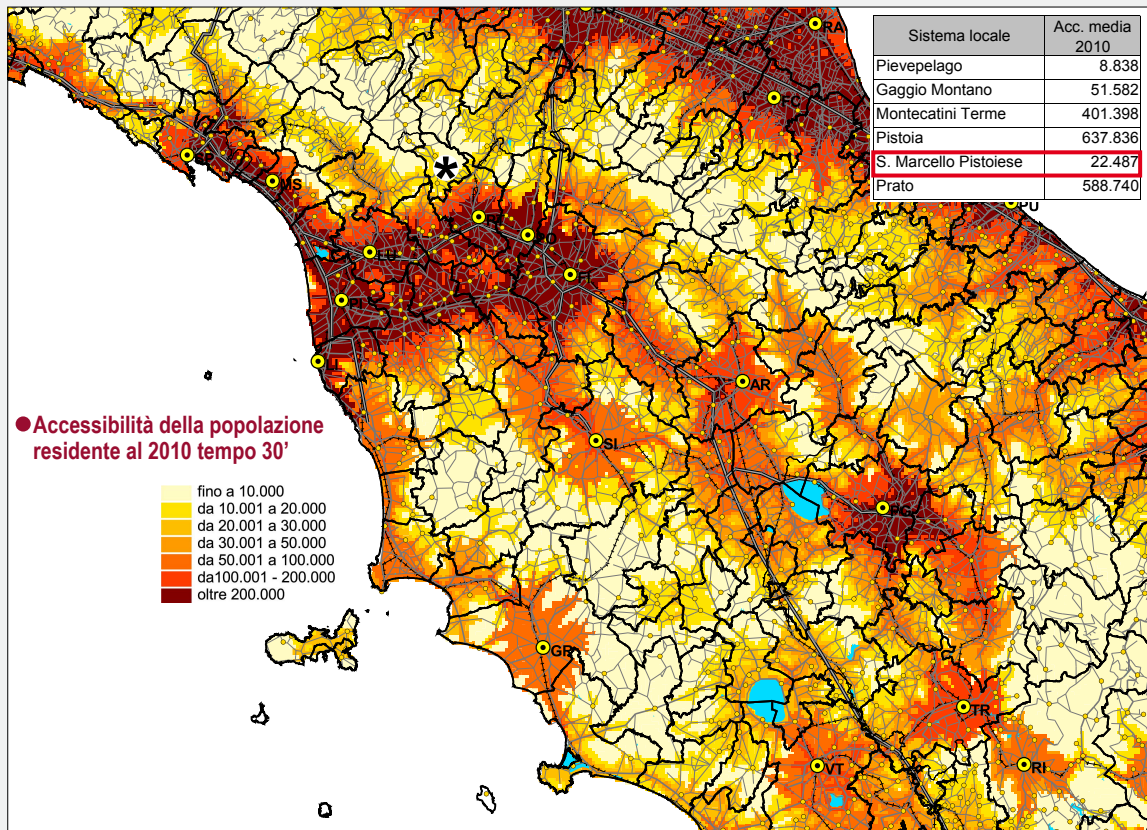 Sistema locale Acc. media 2010
Pievepelago 8.838
Gaggio Montano 51.582
Montecatini Terme 401.398
Pistoia 637.836
S. Marcello Pistoiese 22.487
Prato 588.740
RA
FC
PU
MS
*
LU
PI
LI
FI
AR
SI
PG
GR
TR
RI
VT
●Accessibilità della popolazione
residente al 2010 tempo 30’
fino a 10.000
da 10.001 a 20.000
da 20.001 a 30.000
da 30.001 a 50.000
da 50.001 a 100.000
da100.001 - 200.000
oltre 200.000